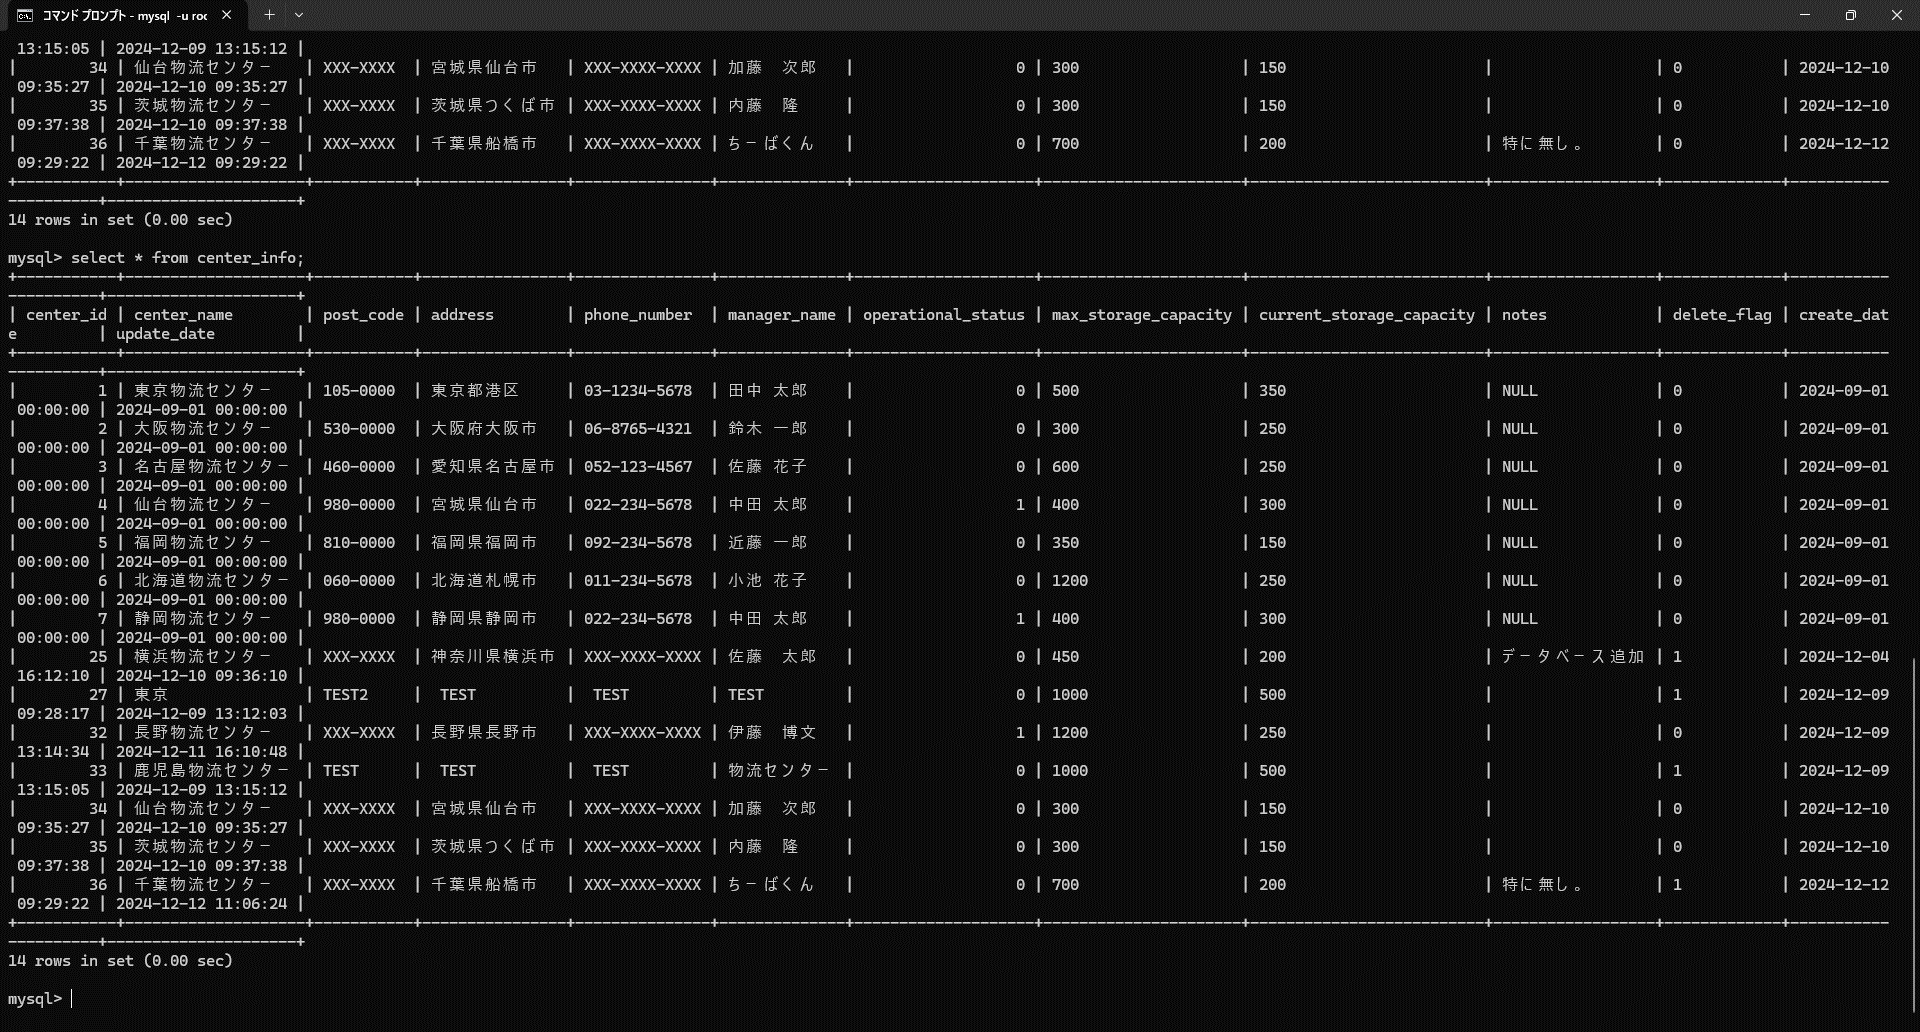 コマンド プロンプト - mysql -u roo
13:15:05 | 2024-12-09 13:15:12 |
| 34 | 仙台物流センター | XXX-XXXX | 宮城県仙台市 | XXX-XXXX-XXXX | 加藤　次郎 | 0 | 300 | 150 | | 0 | 2024-12-10
09:35:27 | 2024-12-10 09:35:27 |
| 35 | 茨城物流センター | XXX-XXXX | 茨城県つくば市 | XXX-XXXX-XXXX | 内藤　隆 | 0 | 300 | 150 | | 0 | 2024-12-10
09:37:38 | 2024-12-10 09:37:38 |
| 36 | 千葉物流センター | XXX-XXXX | 千葉県船橋市 | XXX-XXXX-XXXX | ちーばくん | 0 | 700 | 200 | 特に無し。 | 0 | 2024-12-12
09:29:22 | 2024-12-12 09:29:22 |
14 rows in set (0.00 sec)
mysql> select * from center_info;
| center_id | center_name | post_code | address | phone_number | manager_name | operational_status | max_storage_capacity | current_storage_capacity | notes | delete_flag | create_dat
e | update_date |
| 1 | 東京物流センター | 105-0000 | 東京都港区 | 03-1234-5678 | 田中 太郎 | 0 | 500 | 350 | NULL | 0 | 2024-09-01
00:00:00 | 2024-09-01 00:00:00 |
| 2 | 大阪物流センター | 530-0000 | 大阪府大阪市 | 06-8765-4321 | 鈴木 一郎 | 0 | 300 | 250 | NULL | 0 | 2024-09-01
00:00:00 | 2024-09-01 00:00:00 |
| 3 | 名古屋物流センター | 460-0000 | 愛知県名古屋市 | 052-123-4567 | 佐藤 花子 | 0 | 600 | 250 | NULL | 0 | 2024-09-01
00:00:00 | 2024-09-01 00:00:00 |
| 4 | 仙台物流センター | 980-0000 | 宮城県仙台市 | 022-234-5678 | 中田 太郎 | 1 | 400 | 300 | NULL | 0 | 2024-09-01
00:00:00 | 2024-09-01 00:00:00 |
| 5 | 福岡物流センター | 810-0000 | 福岡県福岡市 | 092-234-5678 | 近藤 一郎 | 0 | 350 | 150 | NULL | 0 | 2024-09-01
00:00:00 | 2024-09-01 00:00:00 |
| 6 | 北海道物流センター | 060-0000 | 北海道札幌市 | 011-234-5678 | 小池 花子 | 0 | 1200 | 250 | NULL | 0 | 2024-09-01
00:00:00 | 2024-09-01 00:00:00 |
| 7 | 静岡物流センター | 980-0000 | 静岡県静岡市 | 022-234-5678 | 中田 太郎 | 1 | 400 | 300 | NULL | 0 | 2024-09-01
00:00:00 | 2024-09-01 00:00:00 |
| 25 | 横浜物流センター | XXX-XXXX | 神奈川県横浜市 | XXX-XXXX-XXXX | 佐藤　太郎 | 0 | 450 | 200 | データベース追加 | 1 | 2024-12-04
16:12:10 | 2024-12-10 09:36:10 |
| 27 | 東京 | TEST2 | TEST | TEST | TEST | 0 | 1000 | 500 | | 1 | 2024-12-09
09:28:17 | 2024-12-09 13:12:03 |
| 32 | 長野物流センター | XXX-XXXX | 長野県長野市 | XXX-XXXX-XXXX | 伊藤　博文 | 1 | 1200 | 250 | | 0 | 2024-12-09
13:14:34 | 2024-12-11 16:10:48 |
| 33 | 鹿児島物流センター | TEST | TEST | TEST | 物流センター | 0 | 1000 | 500 | | 1 | 2024-12-09
13:15:05 | 2024-12-09 13:15:12 |
| 34 | 仙台物流センター | XXX-XXXX | 宮城県仙台市 | XXX-XXXX-XXXX | 加藤　次郎 | 0 | 300 | 150 | | 0 | 2024-12-10
09:35:27 | 2024-12-10 09:35:27 |
| 35 | 茨城物流センター | XXX-XXXX | 茨城県つくば市 | XXX-XXXX-XXXX | 内藤　隆 | 0 | 300 | 150 | | 0 | 2024-12-10
09:37:38 | 2024-12-10 09:37:38 |
| 36 | 千葉物流センター | XXX-XXXX | 千葉県船橋市 | XXX-XXXX-XXXX | ちーばくん | 0 | 700 | 200 | 特に無し。 | 1 | 2024-12-12
09:29:22 | 2024-12-12 11:06:24 |
14 rows in set (0.00 sec)
mysql>